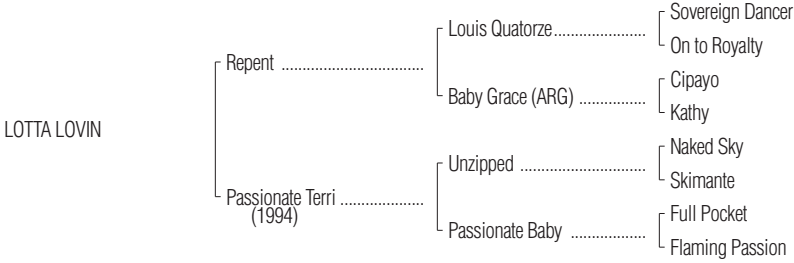 Sovereign Dancer
Louis Quatorze.....................
On to Royalty
Repent .................................
Cipayo
Baby Grace (ARG) ...............
Kathy
LOTTA LOVIN
Naked Sky
Unzipped .............................
Skimante
Passionate Terri ...................
(1994)
Full Pocket
Passionate Baby .................
Flaming Passion